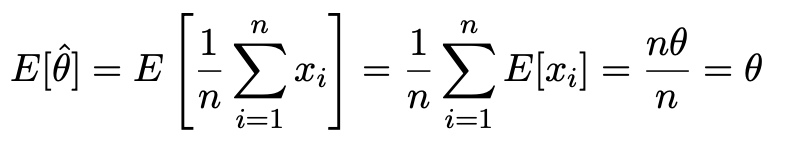 E[θ̂] = E[1/n ∑_{i=1}^{n} x_i] = 1/n ∑_{i=1}^{n} E[x_i] = nθ/n = θ